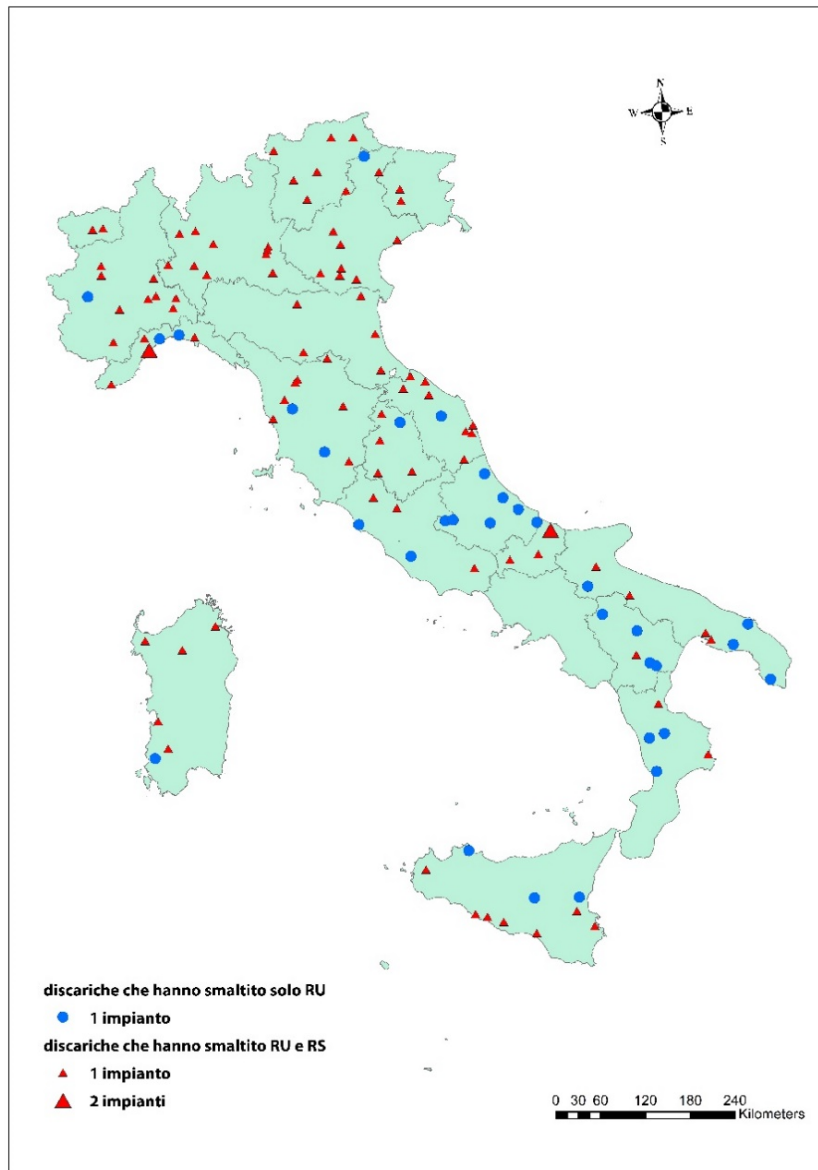 N
W E
S
discariche che hanno smaltito solo RU
1 impianto
discariche che hanno smaltito RU e RS
1 impianto
2 impianti
0 30 60 120 180 240
Kilometers